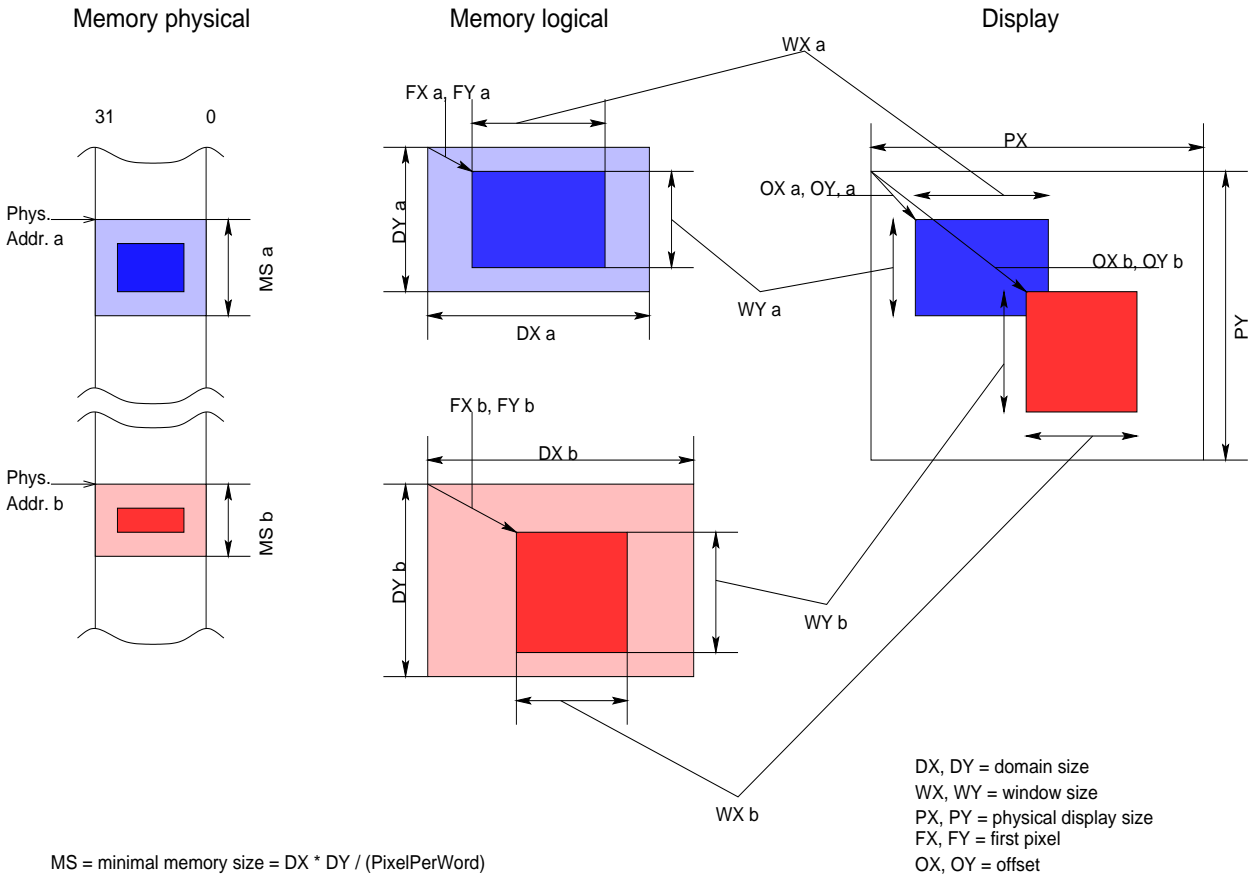 Memory physical
Memory logical
Display
WX a
FX a, FY a
31
0
PX
OX a, OY, a
Phys.
Addr. a
MS a
DY a
WY a
DX a
OX b, OY b
PY
FX b, FY b
DX b
Phys.
Addr. b
MS b
DY b
WY b
WX b
DX, DY = domain size
WX, WY = window size
PX, PY = physical display size
FX, FY = first pixel
OX, OY = offset
MS = minimal memory size = DX * DY / (PixelPerWord)